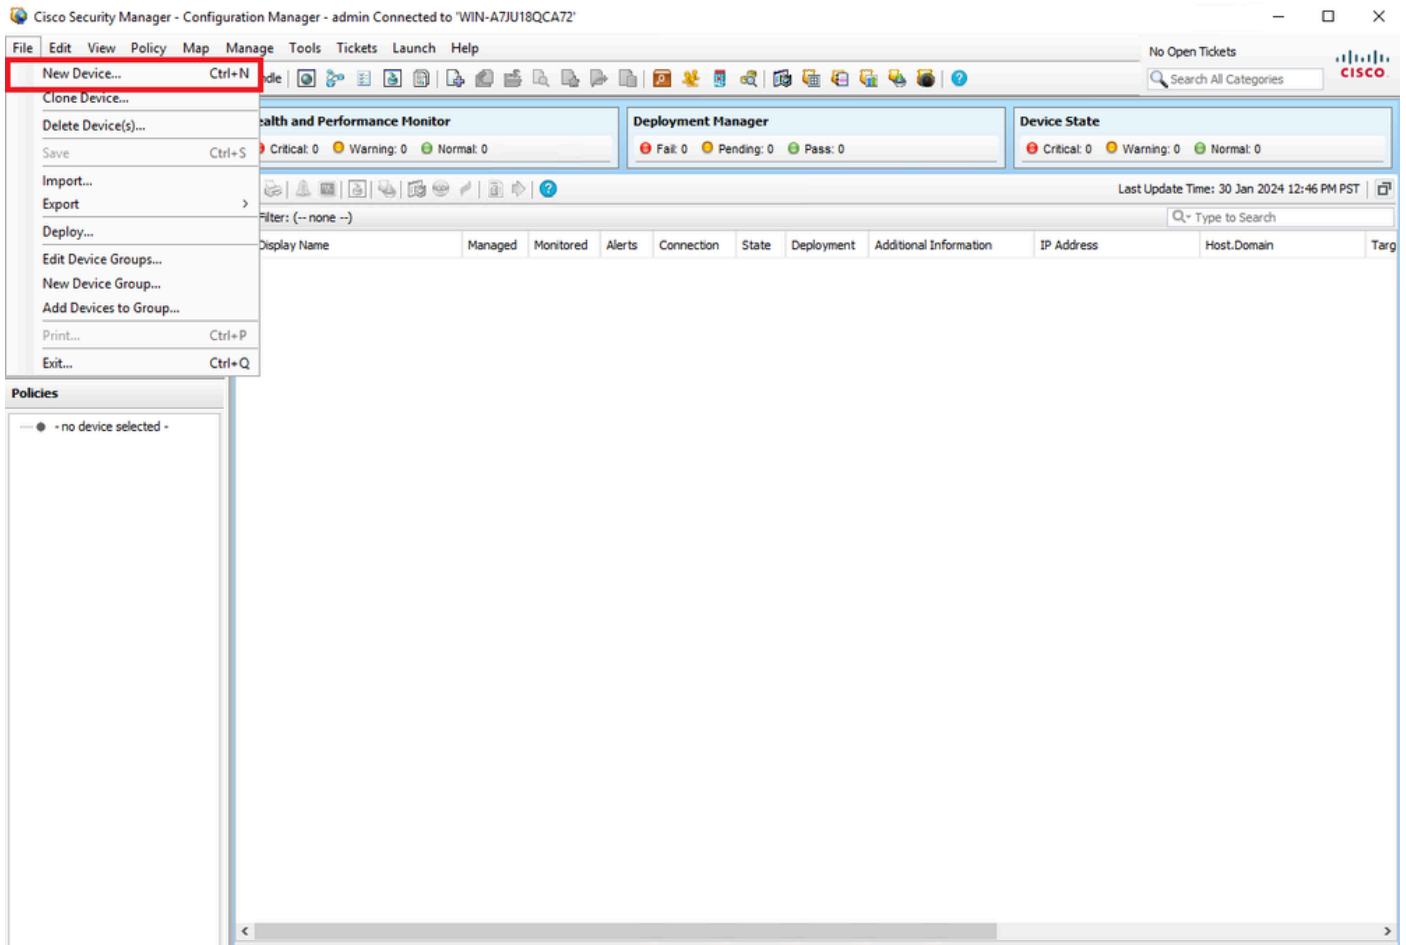 Cisco Security Manager - Configuration Manager - admin Connected to 'WIN-A7JU18QCA72'
File Edit View Policy Map Manage Tools Tickets Launch Help
No Open Tickets
New Device... Ctrl+N
Search All Categories
CISCO
Clone Device...
Delete Device(s)...
Save Ctrl+S
Import...
Export
Deploy...
Edit Device Groups...
New Device Group...
Add Devices to Group...
Print... Ctrl+P
Exit... Ctrl+Q
ealth and Performance Monitor
Critical: 0 Warning: 0 Normal: 0
Deployment Manager
Fail: 0 Pending: 0 Pass: 0
Device State
Critical: 0 Warning: 0 Normal: 0
Last Update Time: 30 Jan 2024 12:46 PM PST
Filter: (-- none --)
Type to Search
Display Name Managed Monitored Alerts Connection State Deployment Additional Information IP Address Host.Domain Targ
Policies
- no device selected -